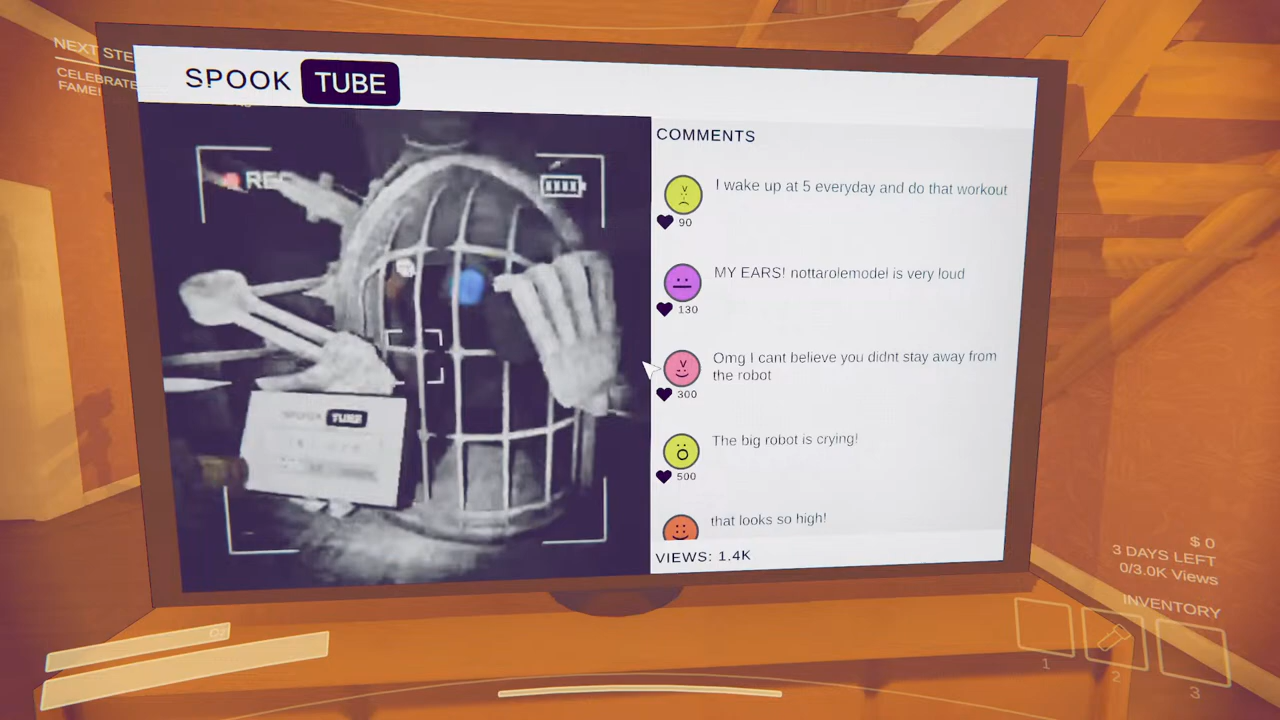 NEXT STE
CELEBRATE
FAME!
SPOOK TUBE
REC
SPOOK TUBE
COMMENTS
I wake up at 5 everyday and do that workout
90
MY EARS! nottarolemodel is very loud
130
Omg I cant believe you didnt stay away from
the robot
300
The big robot is crying!
500
that looks so high!
VIEWS: 1.4K
$ 0
3 DAYS LEFT
0/3.0K Views
INVENTORY
1
2
3